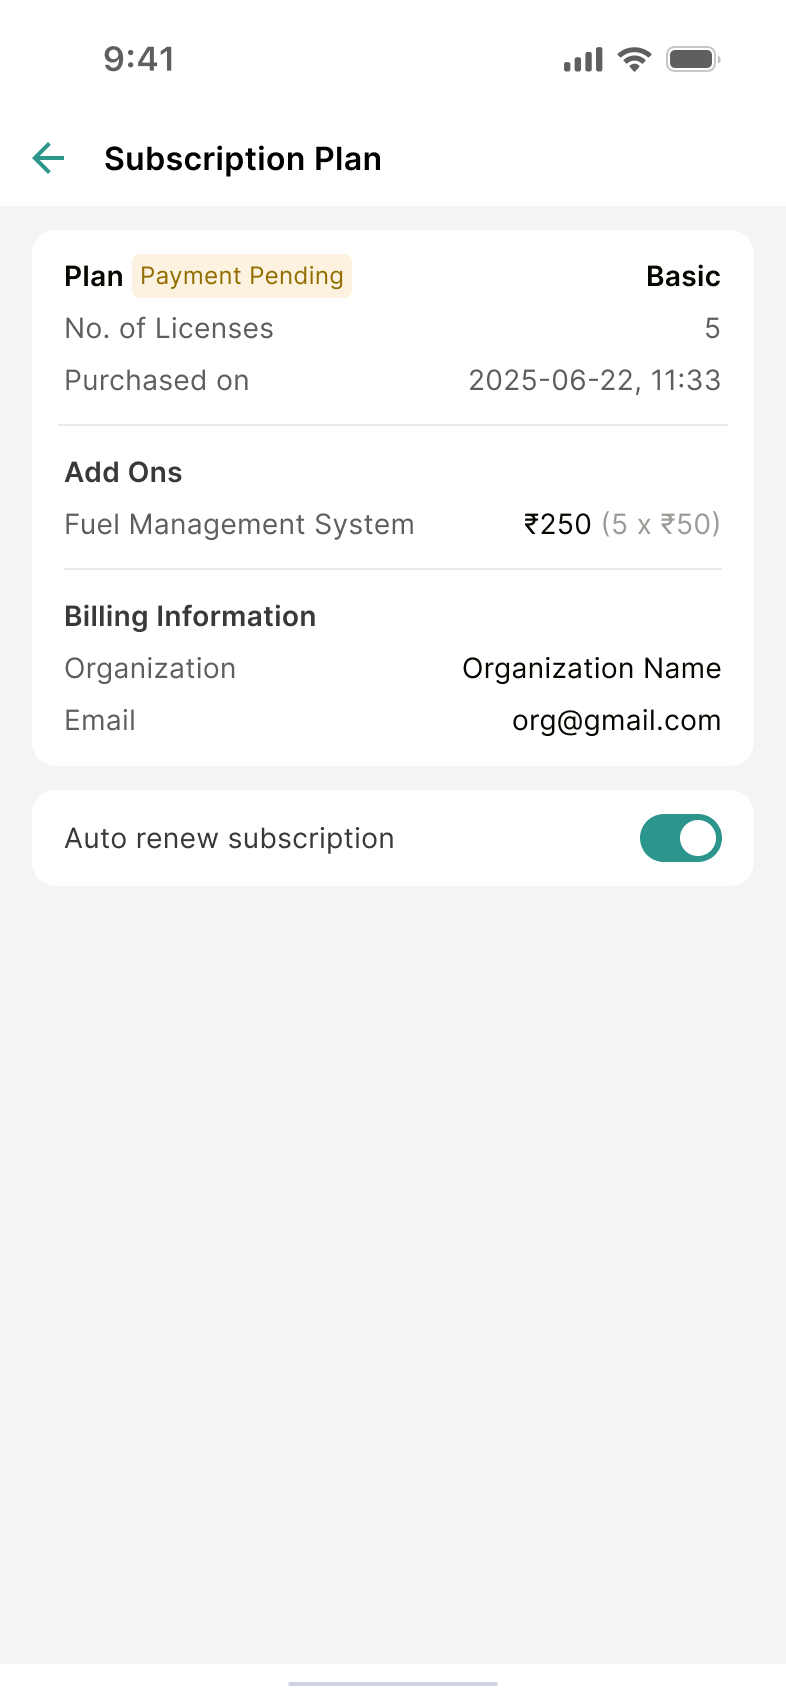 9:41
Subscription Plan
Plan Payment Pending Basic
No. of Licenses 5
Purchased on 2025-06-22, 11:33
Add Ons
Fuel Management System ₹250 (5 x ₹50)
Billing Information
Organization Organization Name
Email org@gmail.com
Auto renew subscription